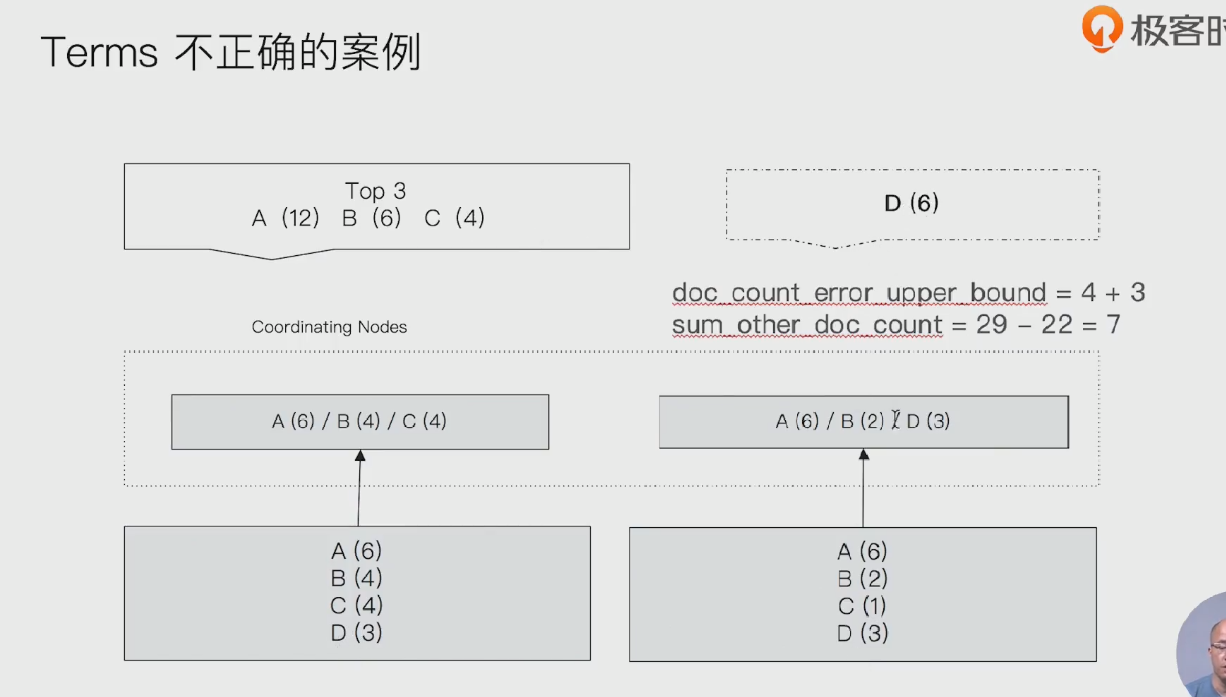 Terms 不正确的案例
极客时
Top 3
A (12) B (6) C (4)
D (6)
doc_count_error_upper_bound = 4 + 3
sum_other_doc_count = 29 – 22 = 7
Coordinating Nodes
A (6) / B (4) / C (4)
A (6) / B (2) / D (3)
A (6)
B (4)
C (4)
D (3)
A (6)
B (2)
C (1)
D (3)